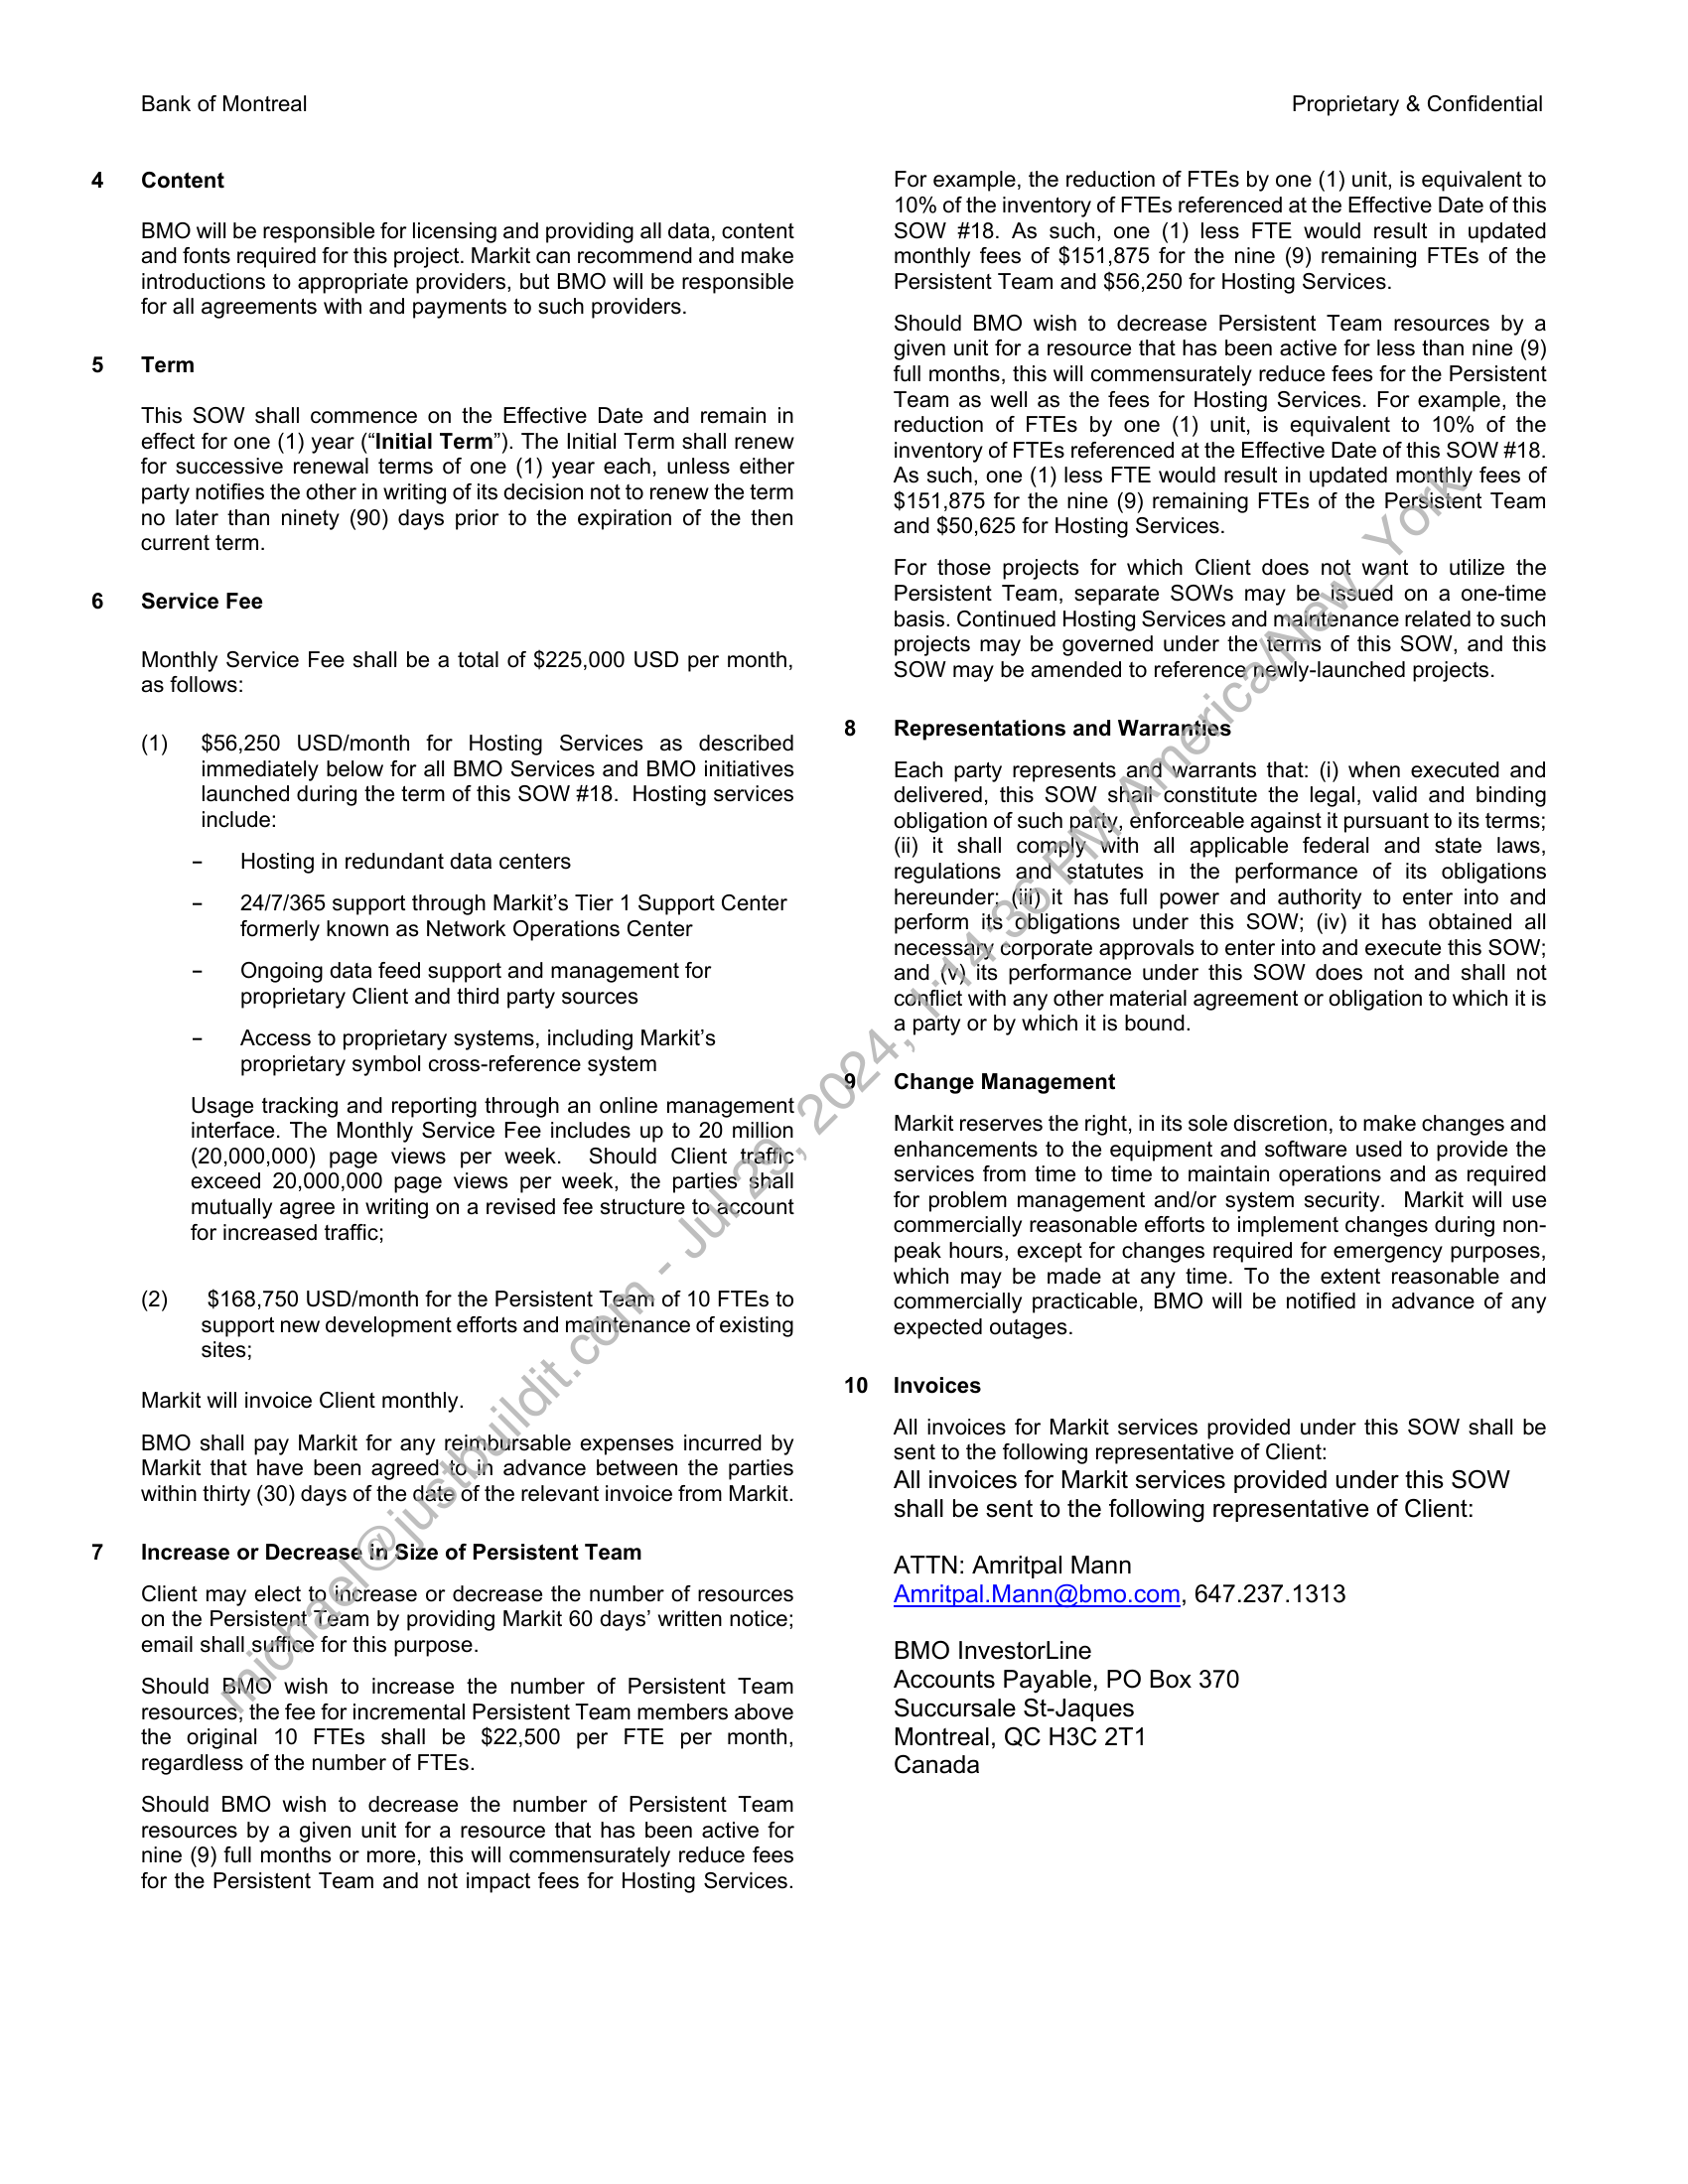 Bank of Montreal
Proprietary & Confidential
4 Content
BMO will be responsible for licensing and providing all data, content
and fonts required for this project. Markit can recommend and make
introductions to appropriate providers, but BMO will be responsible
for all agreements with and payments to such providers.
5 Term
This SOW shall commence on the Effective Date and remain in
effect for one (1) year (“Initial Term”). The Initial Term shall renew
for successive renewal terms of one (1) year each, unless either
party notifies the other in writing of its decision not to renew the term
no later than ninety (90) days prior to the expiration of the then
current term.
6 Service Fee
Monthly Service Fee shall be a total of $225,000 USD per month,
as follows:
(1) $56,250 USD/month for Hosting Services as described
immediately below for all BMO Services and BMO initiatives
launched during the term of this SOW #18. Hosting services
include:
– Hosting in redundant data centers
– 24/7/365 support through Markit’s Tier 1 Support Center
formerly known as Network Operations Center
– Ongoing data feed support and management for
proprietary Client and third party sources
– Access to proprietary systems, including Markit’s
proprietary symbol cross-reference system
Usage tracking and reporting through an online management
interface. The Monthly Service Fee includes up to 20 million
(20,000,000) page views per week. Should Client traffic
exceed 20,000,000 page views per week, the parties shall
mutually agree in writing on a revised fee structure to account
for increased traffic;
(2) $168,750 USD/month for the Persistent Team of 10 FTEs to
support new development efforts and maintenance of existing
sites;
Markit will invoice Client monthly.
BMO shall pay Markit for any reimbursable expenses incurred by
Markit that have been agreed to in advance between the parties
within thirty (30) days of the date of the relevant invoice from Markit.
7 Increase or Decrease in Size of Persistent Team
Client may elect to increase or decrease the number of resources
on the Persistent Team by providing Markit 60 days’ written notice;
email shall suffice for this purpose.
Should BMO wish to increase the number of Persistent Team
resources, the fee for incremental Persistent Team members above
the original 10 FTEs shall be $22,500 per FTE per month,
regardless of the number of FTEs.
Should BMO wish to decrease the number of Persistent Team
resources by a given unit for a resource that has been active for
nine (9) full months or more, this will commensurately reduce fees
for the Persistent Team and not impact fees for Hosting Services.
For example, the reduction of FTEs by one (1) unit, is equivalent to
10% of the inventory of FTEs referenced at the Effective Date of this
SOW #18. As such, one (1) less FTE would result in updated
monthly fees of $151,875 for the nine (9) remaining FTEs of the
Persistent Team and $56,250 for Hosting Services.
Should BMO wish to decrease Persistent Team resources by a
given unit for a resource that has been active for less than nine (9)
full months, this will commensurately reduce fees for the Persistent
Team as well as the fees for Hosting Services. For example, the
reduction of FTEs by one (1) unit, is equivalent to 10% of the
inventory of FTEs referenced at the Effective Date of this SOW #18.
As such, one (1) less FTE would result in updated monthly fees of
$151,875 for the nine (9) remaining FTEs of the Persistent Team
and $50,625 for Hosting Services.
For those projects for which Client does not want to utilize the
Persistent Team, separate SOWs may be issued on a one-time
basis. Continued Hosting Services and maintenance related to such
projects may be governed under the terms of this SOW, and this
SOW may be amended to reference newly-launched projects.
8 Representations and Warranties
Each party represents and warrants that: (i) when executed and
delivered, this SOW shall constitute the legal, valid and binding
obligation of such party, enforceable against it pursuant to its terms;
(ii) it shall comply with all applicable federal and state laws,
regulations and statutes in the performance of its obligations
hereunder; (iii) it has full power and authority to enter into and
perform its obligations under this SOW; (iv) it has obtained all
necessary corporate approvals to enter into and execute this SOW;
and (v) its performance under this SOW does not and shall not
conflict with any other material agreement or obligation to which it is
a party or by which it is bound.
9 Change Management
Markit reserves the right, in its sole discretion, to make changes and
enhancements to the equipment and software used to provide the
services from time to time to maintain operations and as required
for problem management and/or system security. Markit will use
commercially reasonable efforts to implement changes during non-
peak hours, except for changes required for emergency purposes,
which may be made at any time. To the extent reasonable and
commercially practicable, BMO will be notified in advance of any
expected outages.
10 Invoices
All invoices for Markit services provided under this SOW shall be
sent to the following representative of Client:
All invoices for Markit services provided under this SOW
shall be sent to the following representative of Client:
ATTN: Amritpal Mann
Amritpal.Mann@bmo.com, 647.237.1313
BMO InvestorLine
Accounts Payable, PO Box 370
Succursale St-Jaques
Montreal, QC H3C 2T1
Canada
michael@justbuildit.com - Jul 29, 2024, 1:14:36 PM America/New_York